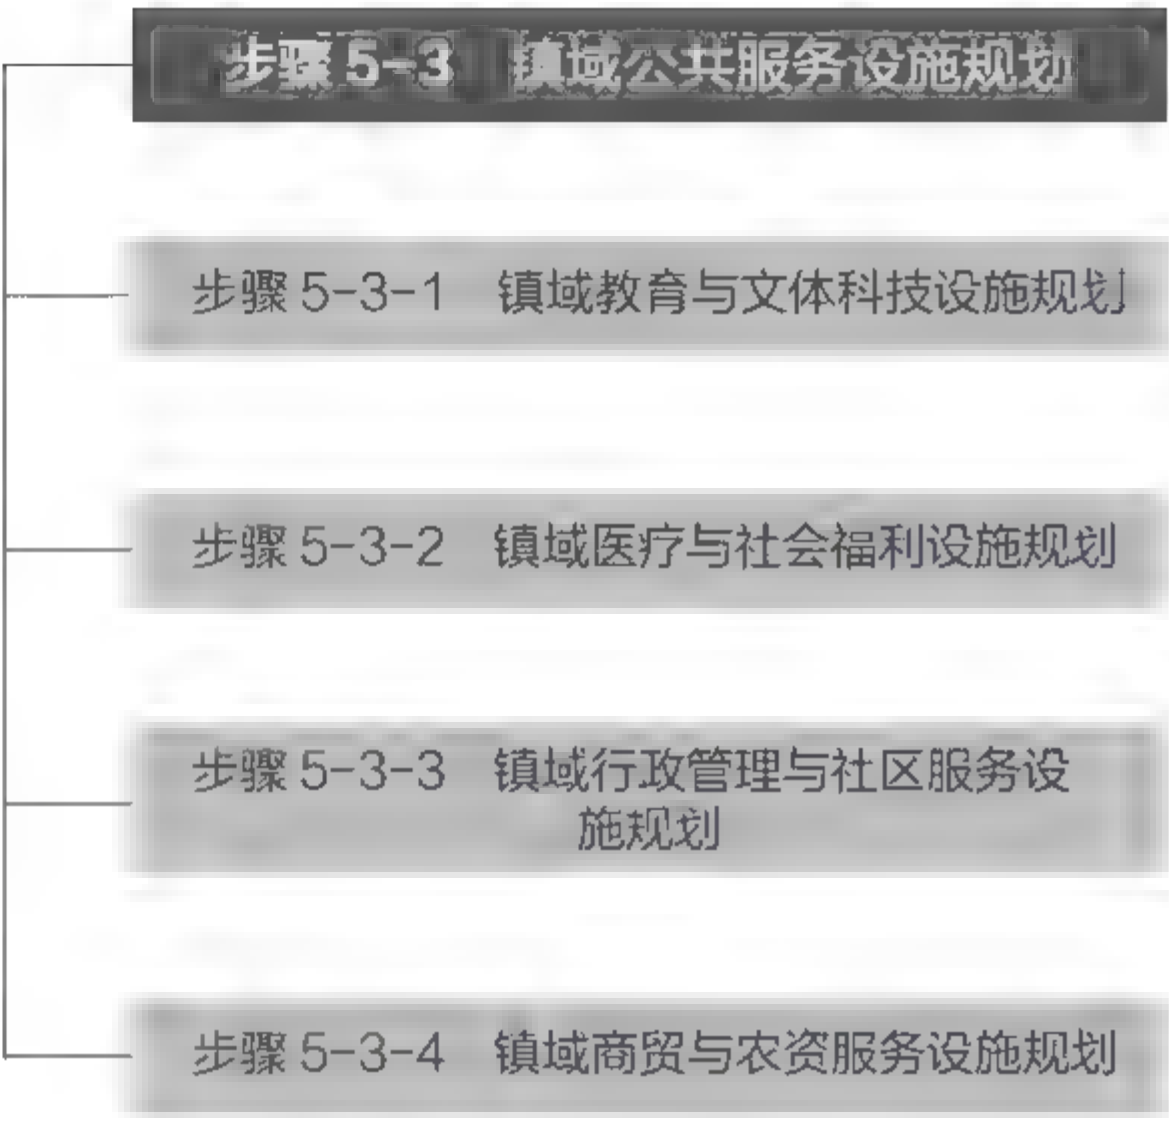 步骤 5-3 镇域公共服务设施规划
步骤 5-3-1 镇域教育与文体科技设施规划
步骤 5-3-2 镇域医疗与社会福利设施规划
步骤 5-3-3 镇域行政管理与社区服务设
施规划
步骤 5-3-4 镇域商贸与农资服务设施规划